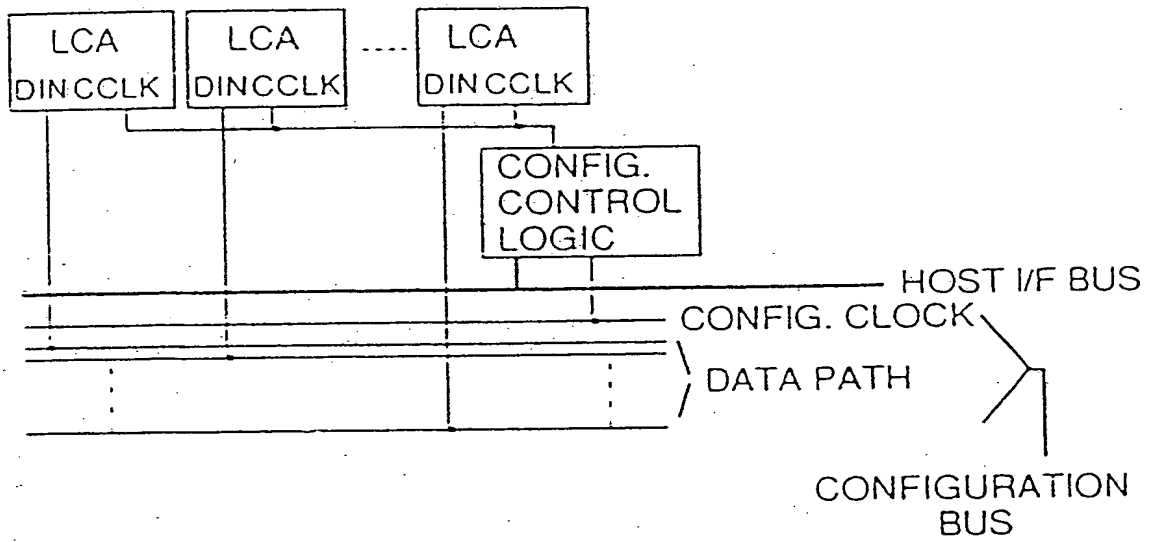 LCA
DIN CCLK
LCA
DIN CCLK
LCA
DIN CCLK
CONFIG.
CONTROL
LOGIC
HOST I/F BUS
CONFIG. CLOCK
DATA PATH
CONFIGURATION
BUS